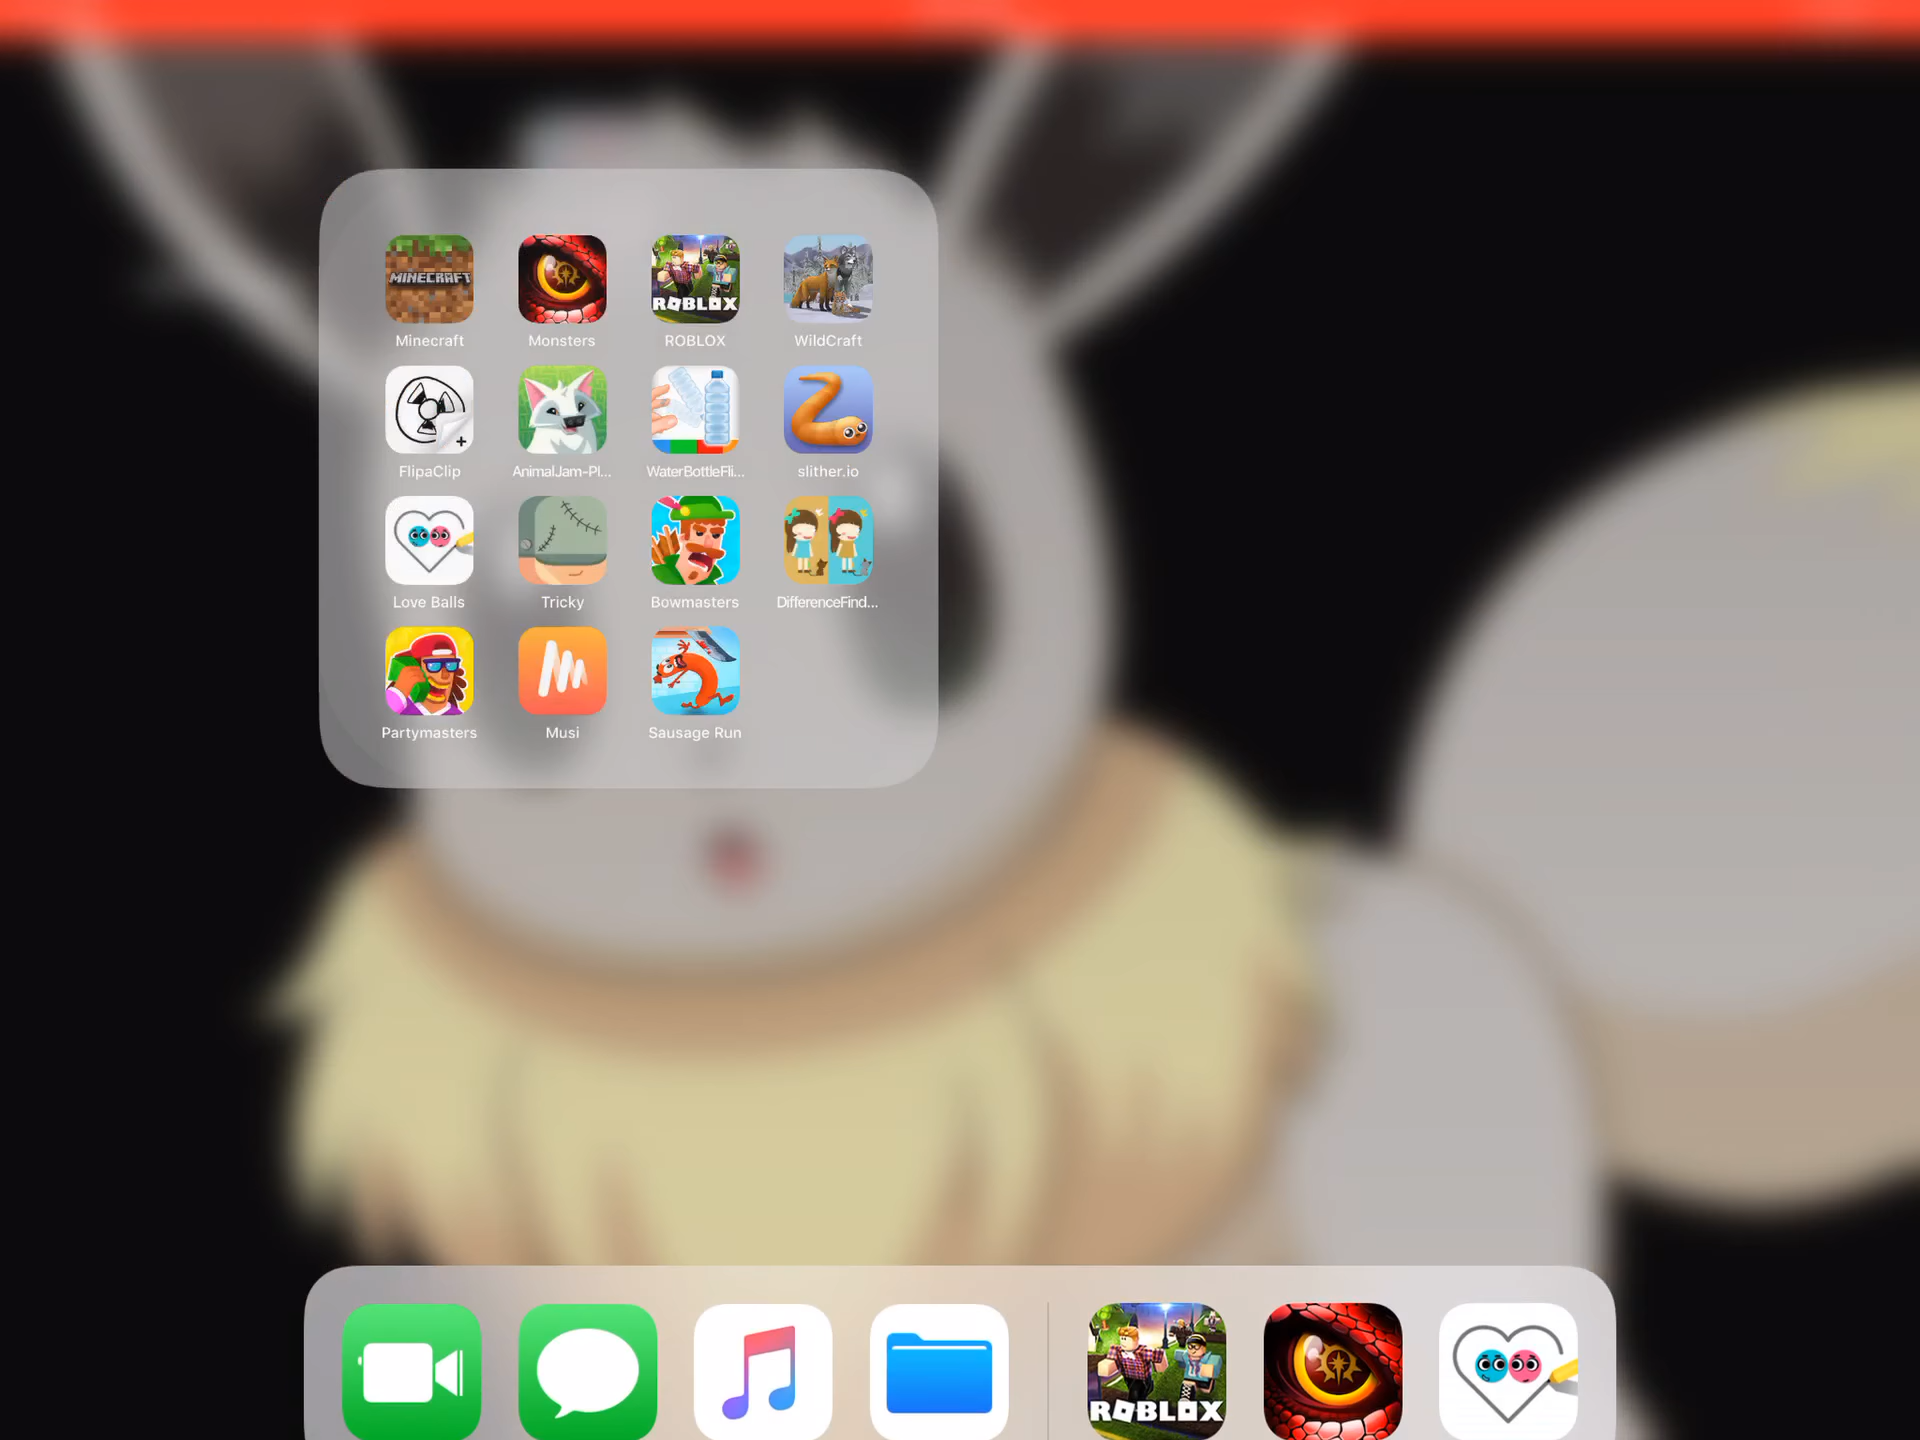 MINECRAFT
ROBLOX
Minecraft
Monsters
ROBLOX
WildCraft
FlipaClip
AnimalJam-Pl...
WaterBottleFli...
slither.io
Love Balls
Tricky
Bowmasters
DifferenceFind...
Partymasters
Musi
Sausage Run
ROBLOX